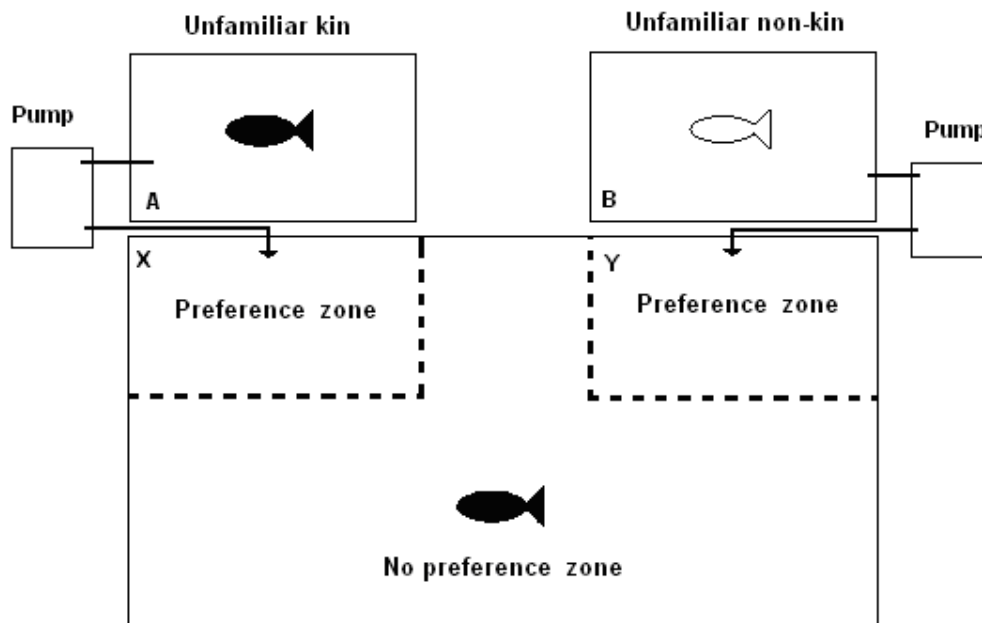 Unfamiliar kin
Unfamiliar non-kin
Pump
Pump
A
B
X
Y
Preference zone
Preference zone
No preference zone